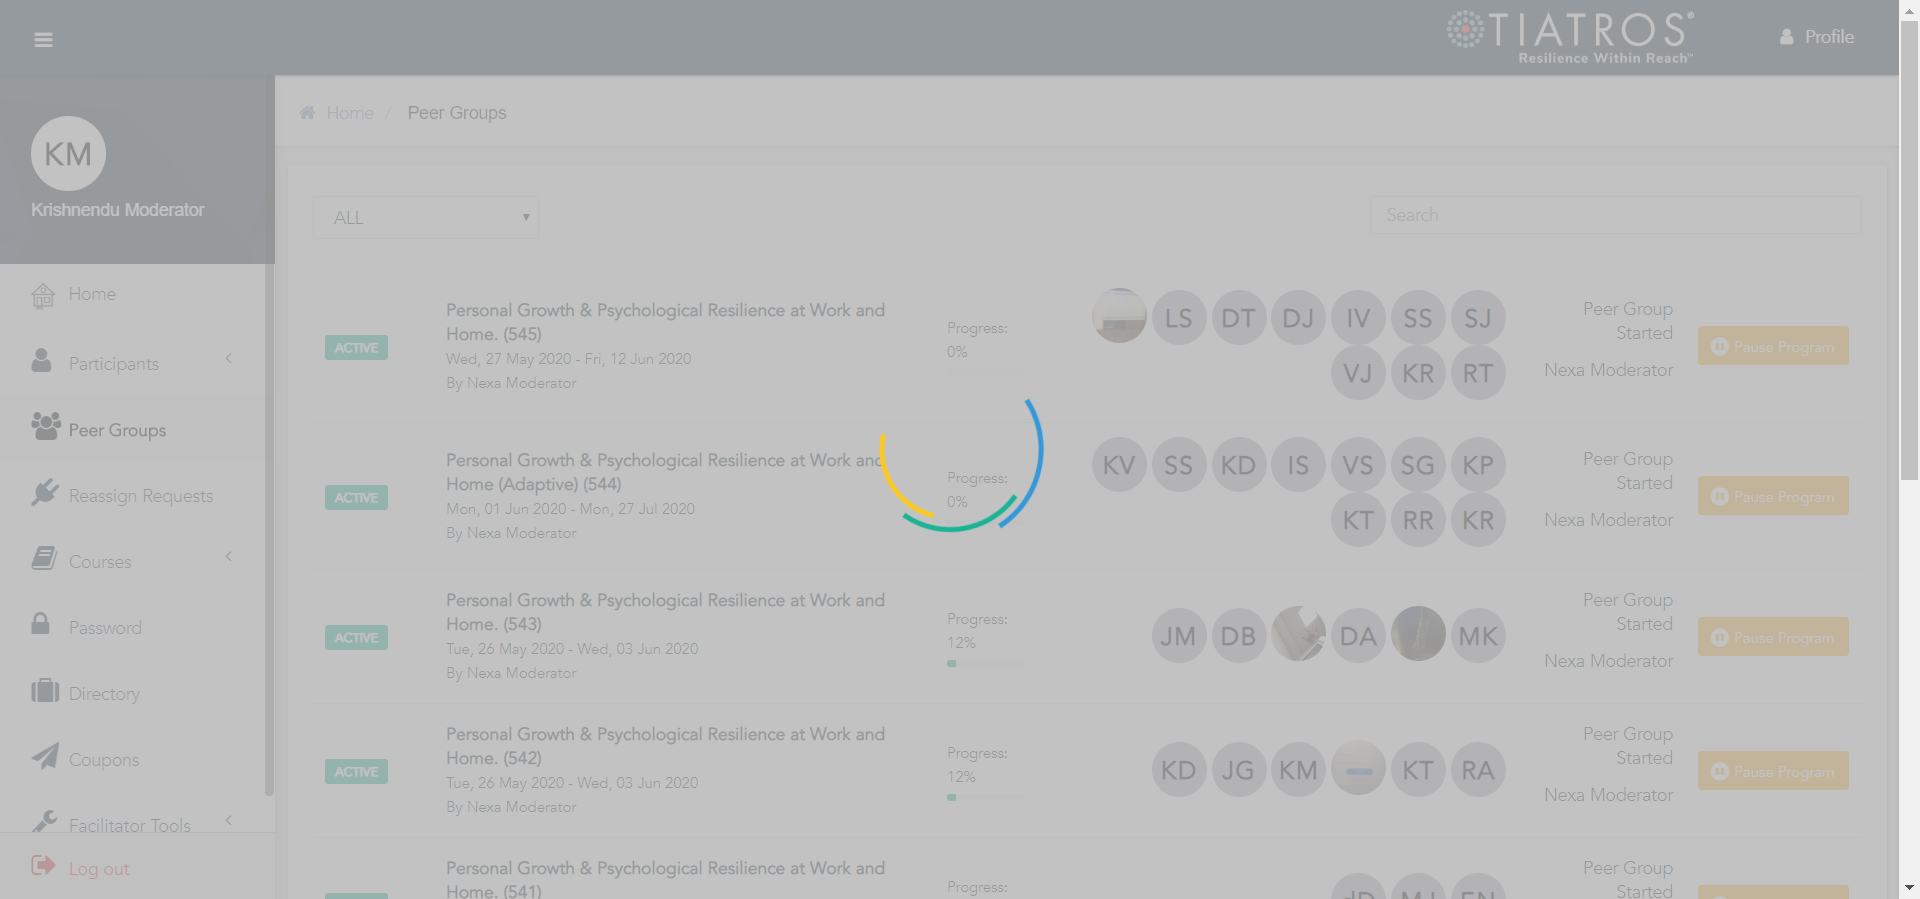 TIATROS®
Resilience Within Reach™
Profile
KM
Krishnendu Moderator
Home
Participants
Peer Groups
Reassign Requests
Courses
Password
Directory
Coupons
Facilitator Tools
Log out
Home / Peer Groups
ALL
Search
ACTIVE
Personal Growth & Psychological Resilience at Work and
Home. (545)
Wed, 27 May 2020 - Fri, 12 Jun 2020
By Nexa Moderator
Progress:
0%
LS DT DJ IV SS SJ
VJ KR RT
Peer Group
Started
Nexa Moderator
Pause Program
ACTIVE
Personal Growth & Psychological Resilience at Work and
Home (Adaptive) (544)
Mon, 01 Jun 2020 - Mon, 27 Jul 2020
By Nexa Moderator
Progress:
0%
KV SS KD IS VS SG KP
KT RR KR
Peer Group
Started
Nexa Moderator
Pause Program
ACTIVE
Personal Growth & Psychological Resilience at Work and
Home. (543)
Tue, 26 May 2020 - Wed, 03 Jun 2020
By Nexa Moderator
Progress:
12%
JM DB DA MK
Peer Group
Started
Nexa Moderator
Pause Program
ACTIVE
Personal Growth & Psychological Resilience at Work and
Home. (542)
Tue, 26 May 2020 - Wed, 03 Jun 2020
By Nexa Moderator
Progress:
12%
KD JG KM KT RA
Peer Group
Started
Nexa Moderator
Pause Program
Personal Growth & Psychological Resilience at Work and
Home. (541)
Progress:
Peer Group
Started